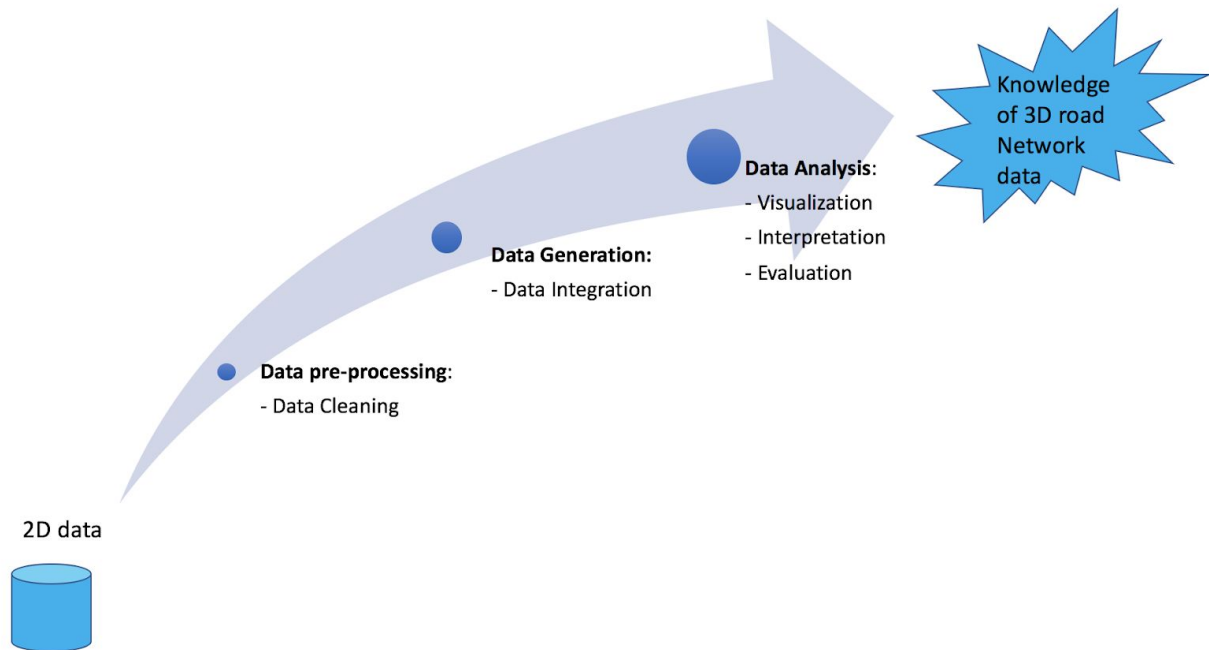 2D data
Data pre-processing:
- Data Cleaning
Data Generation:
- Data Integration
Data Analysis:
- Visualization
- Interpretation
- Evaluation
Knowledge
of 3D road
Network
data